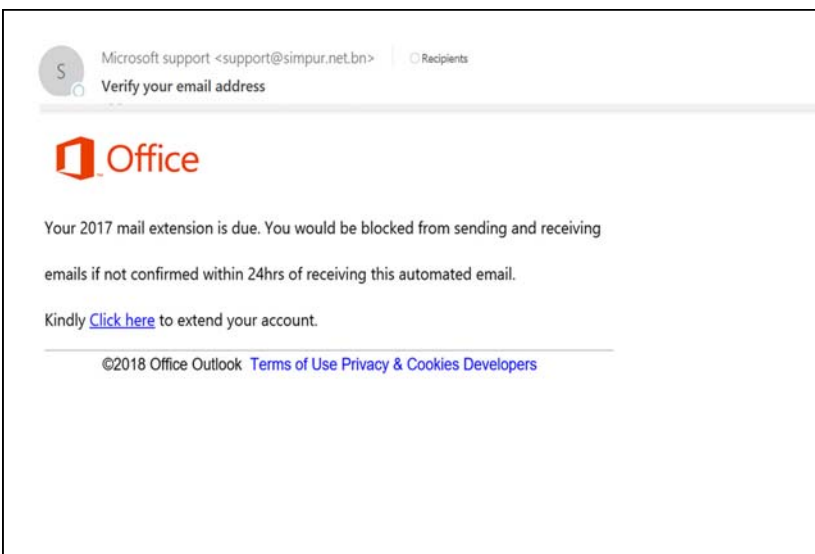 S
Microsoft support <support@simpur.net.bn> Recipients
Verify your email address
Office
Your 2017 mail extension is due. You would be blocked from sending and receiving
emails if not confirmed within 24hrs of receiving this automated email.
Kindly Click here to extend your account.
©2018 Office Outlook Terms of Use Privacy & Cookies Developers